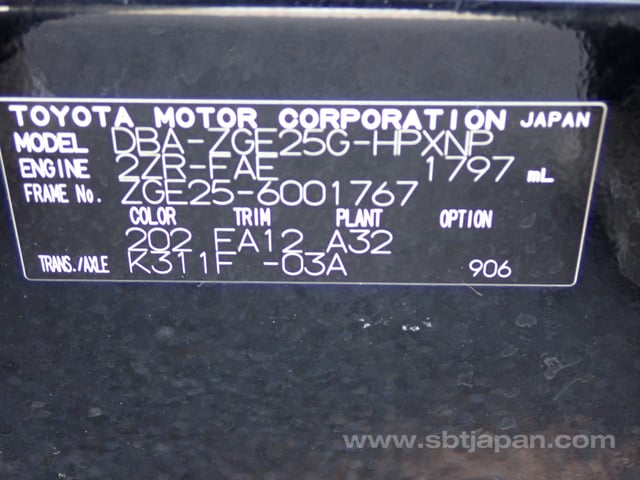 TOYOTA MOTOR CORPORATION JAPAN
MODEL DBA-ZGE25G-HPXNP
ENGINE 2ZR-FAE 1797 mL
FRAME No. ZGE25-6001767
COLOR TRIM PLANT OPTION
202 FA12 A32
TRANS./AXLE K311F -03A 906
www.sbtjapan.com